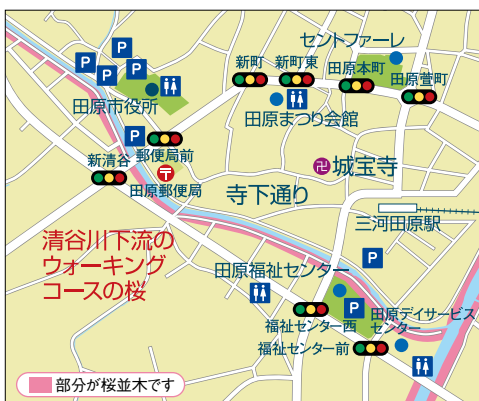 セントファーレ
P
P
P
P
P
新町
新町東
田原本町
田原萱町
田原市役所
田原まつり会館
P
郵便局前
新清谷
〒
田原郵便局
卍 城宝寺
寺下通り
三河田原駅
清谷川下流の
ウォーキング
コースの桜
田原福祉センター
P
P
福祉センター西
田原デイサービス
センター
福祉センター前
部分が桜並木です